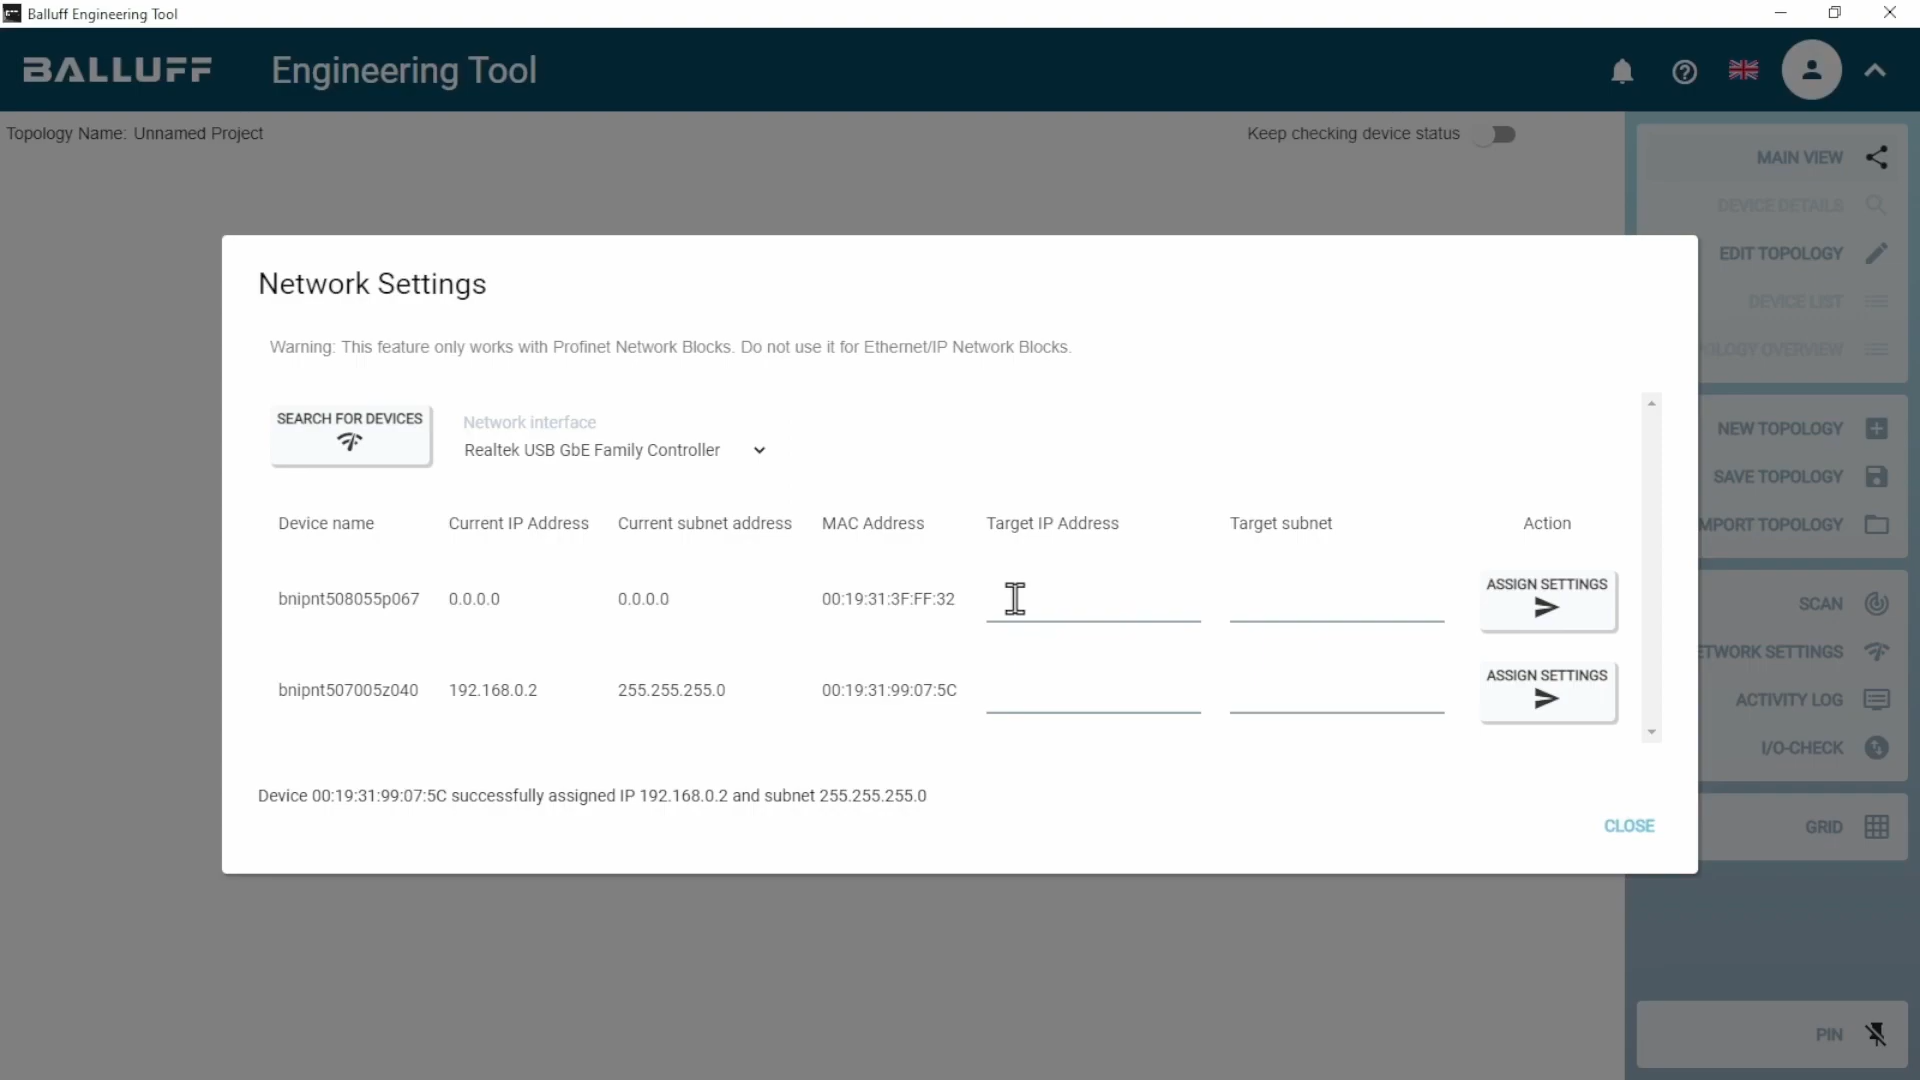 Balluff Engineering Tool
BALLUFF
Engineering Tool
Topology Name: Unnamed Project
Keep checking device status
MAIN VIEW
DEVICE DETAILS
EDIT TOPOLOGY
DEVICE LIST
OLOGY OVERVIEW
NEW TOPOLOGY
SAVE TOPOLOGY
MPORT TOPOLOGY
SCAN
ETWORK SETTINGS
ACTIVITY LOG
I/O-CHECK
GRID
PIN
Network Settings
Warning: This feature only works with Profinet Network Blocks. Do not use it for Ethernet/IP Network Blocks.
SEARCH FOR DEVICES
Network interface
Realtek USB GbE Family Controller
Device name Current IP Address Current subnet address MAC Address Target IP Address Target subnet Action
bnipnt508055p067 0.0.0.0 0.0.0.0 00:19:31:3F:FF:32 ASSIGN SETTINGS
bnipnt507005z040 192.168.0.2 255.255.255.0 00:19:31:99:07:5C ASSIGN SETTINGS
Device 00:19:31:99:07:5C successfully assigned IP 192.168.0.2 and subnet 255.255.255.0
CLOSE